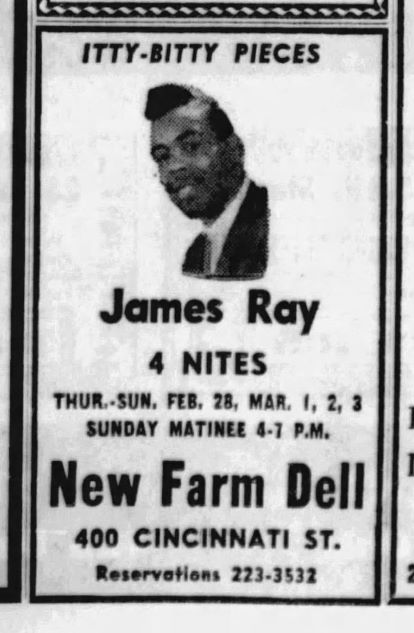 ITTY-BITTY PIECES
James Ray
4 NITES
THUR.-SUN. FEB. 28, MAR. 1, 2, 3
SUNDAY MATINEE 4-7 P.M.
New Farm Dell
400 CINCINNATI ST.
Reservations 223-3532